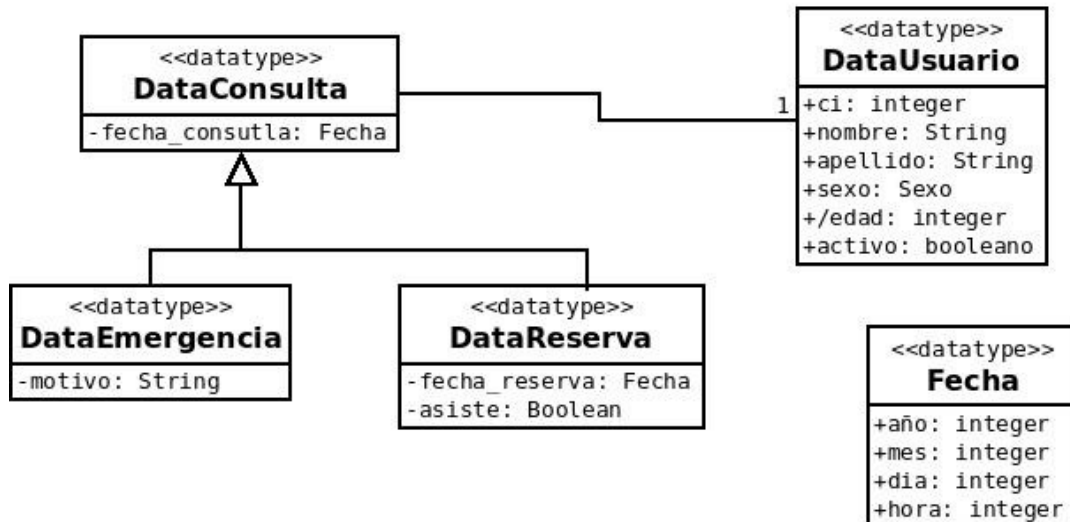 <<datatype>>
DataConsulta
-fecha_consutla: Fecha
<<datatype>>
DataUsuario
+ci: integer
+nombre: String
+apellido: String
+sexo: Sexo
+/edad: integer
+activo: booleano
1
<<datatype>>
DataEmergencia
-motivo: String
<<datatype>>
DataReserva
-fecha_reserva: Fecha
-asiste: Boolean
<<datatype>>
Fecha
+año: integer
+mes: integer
+dia: integer
+hora: integer